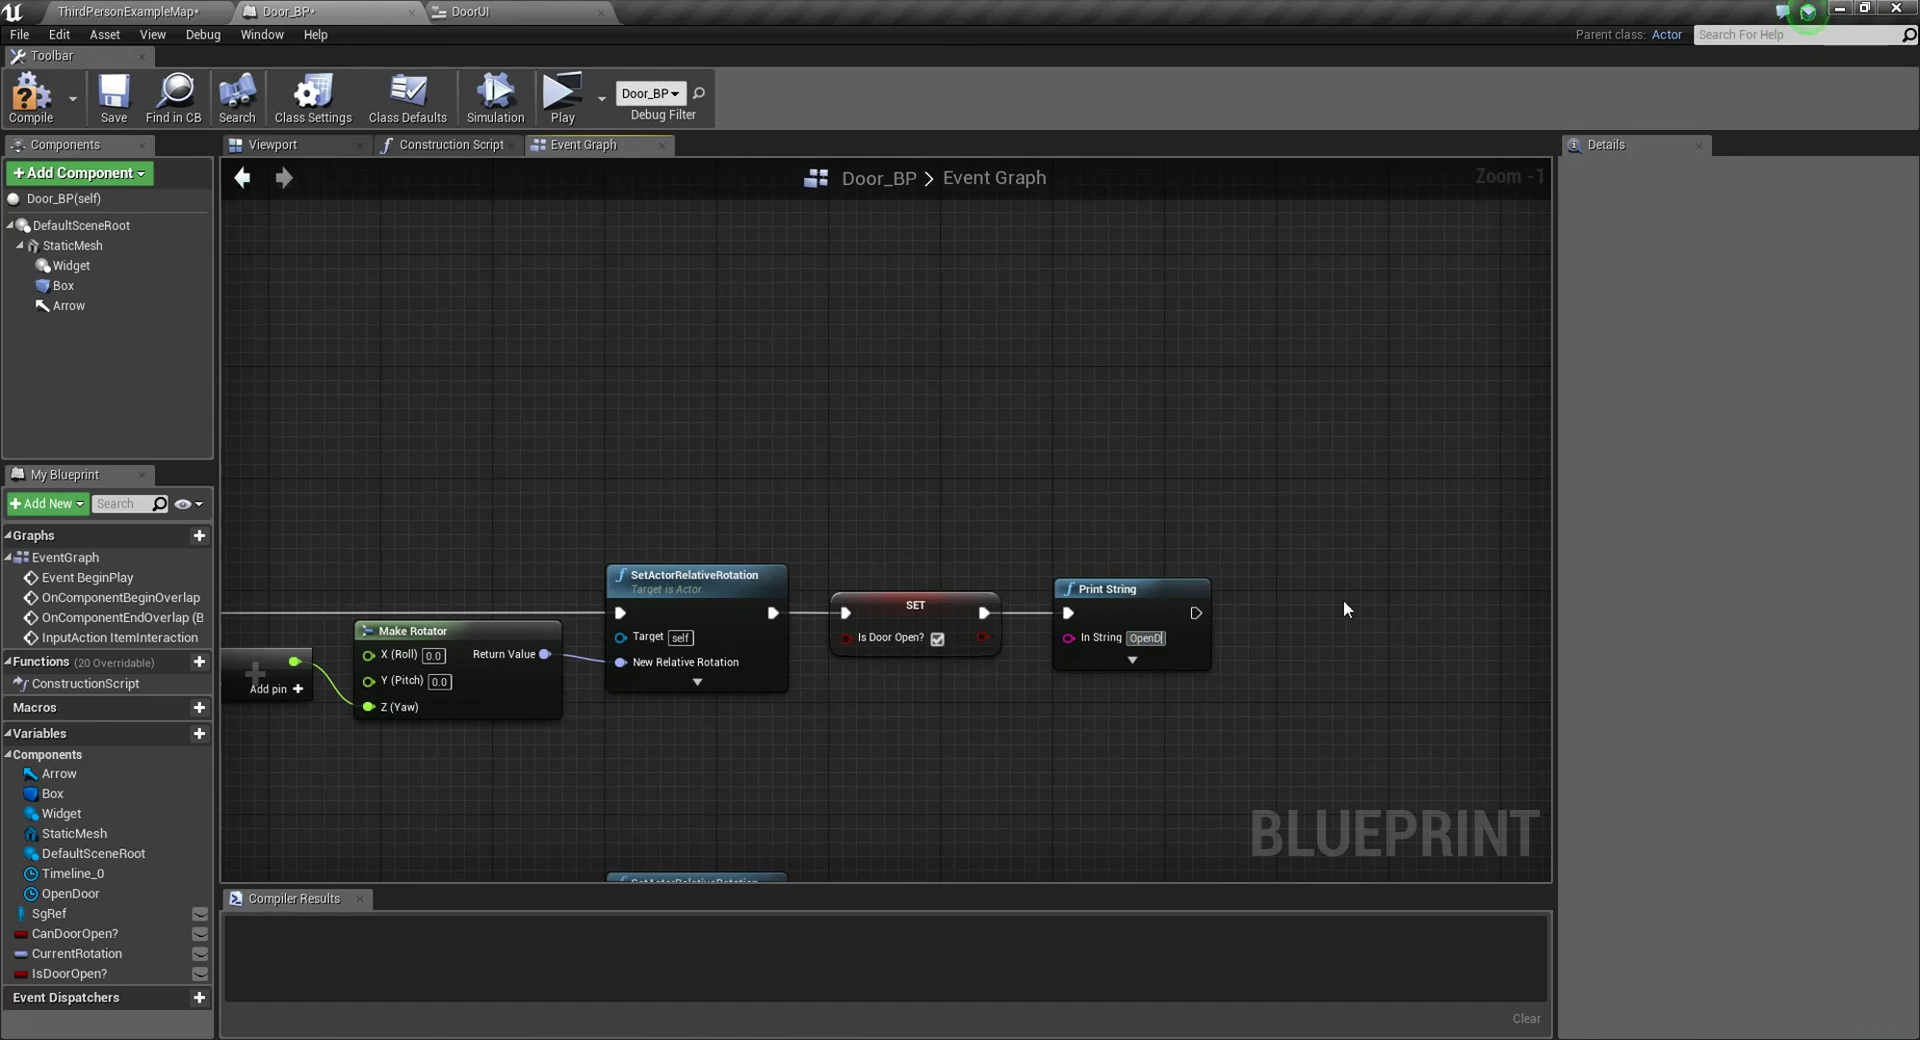 ThirdPersonExampleMap*
Door_BP*
DoorUI
File Edit Asset View Debug Window Help
Parent class: Actor
Search For Help
Toolbar
Compile
Save
Find in CB
Search
Class Settings
Class Defaults
Simulation
Play
Door_BP
Debug Filter
Components
Viewport
Construction Script
Event Graph
Details
+Add Component
Door_BP > Event Graph
Zoom -1
Door_BP(self)
DefaultSceneRoot
StaticMesh
Widget
Box
Arrow
My Blueprint
+Add New
Search
Graphs
EventGraph
Event BeginPlay
OnComponentBeginOverlap
OnComponentEndOverlap (B
InputAction ItemInteraction
Functions (20 Overridable)
ConstructionScript
Macros
Variables
Components
Arrow
Box
Widget
StaticMesh
DefaultSceneRoot
Timeline_0
OpenDoor
SgRef
CanDoorOpen?
CurrentRotation
IsDoorOpen?
Event Dispatchers
Add pin +
Make Rotator
X (Roll) 0.0
Return Value
Y (Pitch) 0.0
Z (Yaw)
SetActorRelativeRotation
Target is Actor
Target self
New Relative Rotation
SET
Is Door Open?
Print String
In String OpenD
SetActorRelativeRotation
BLUEPRINT
Compiler Results
Clear